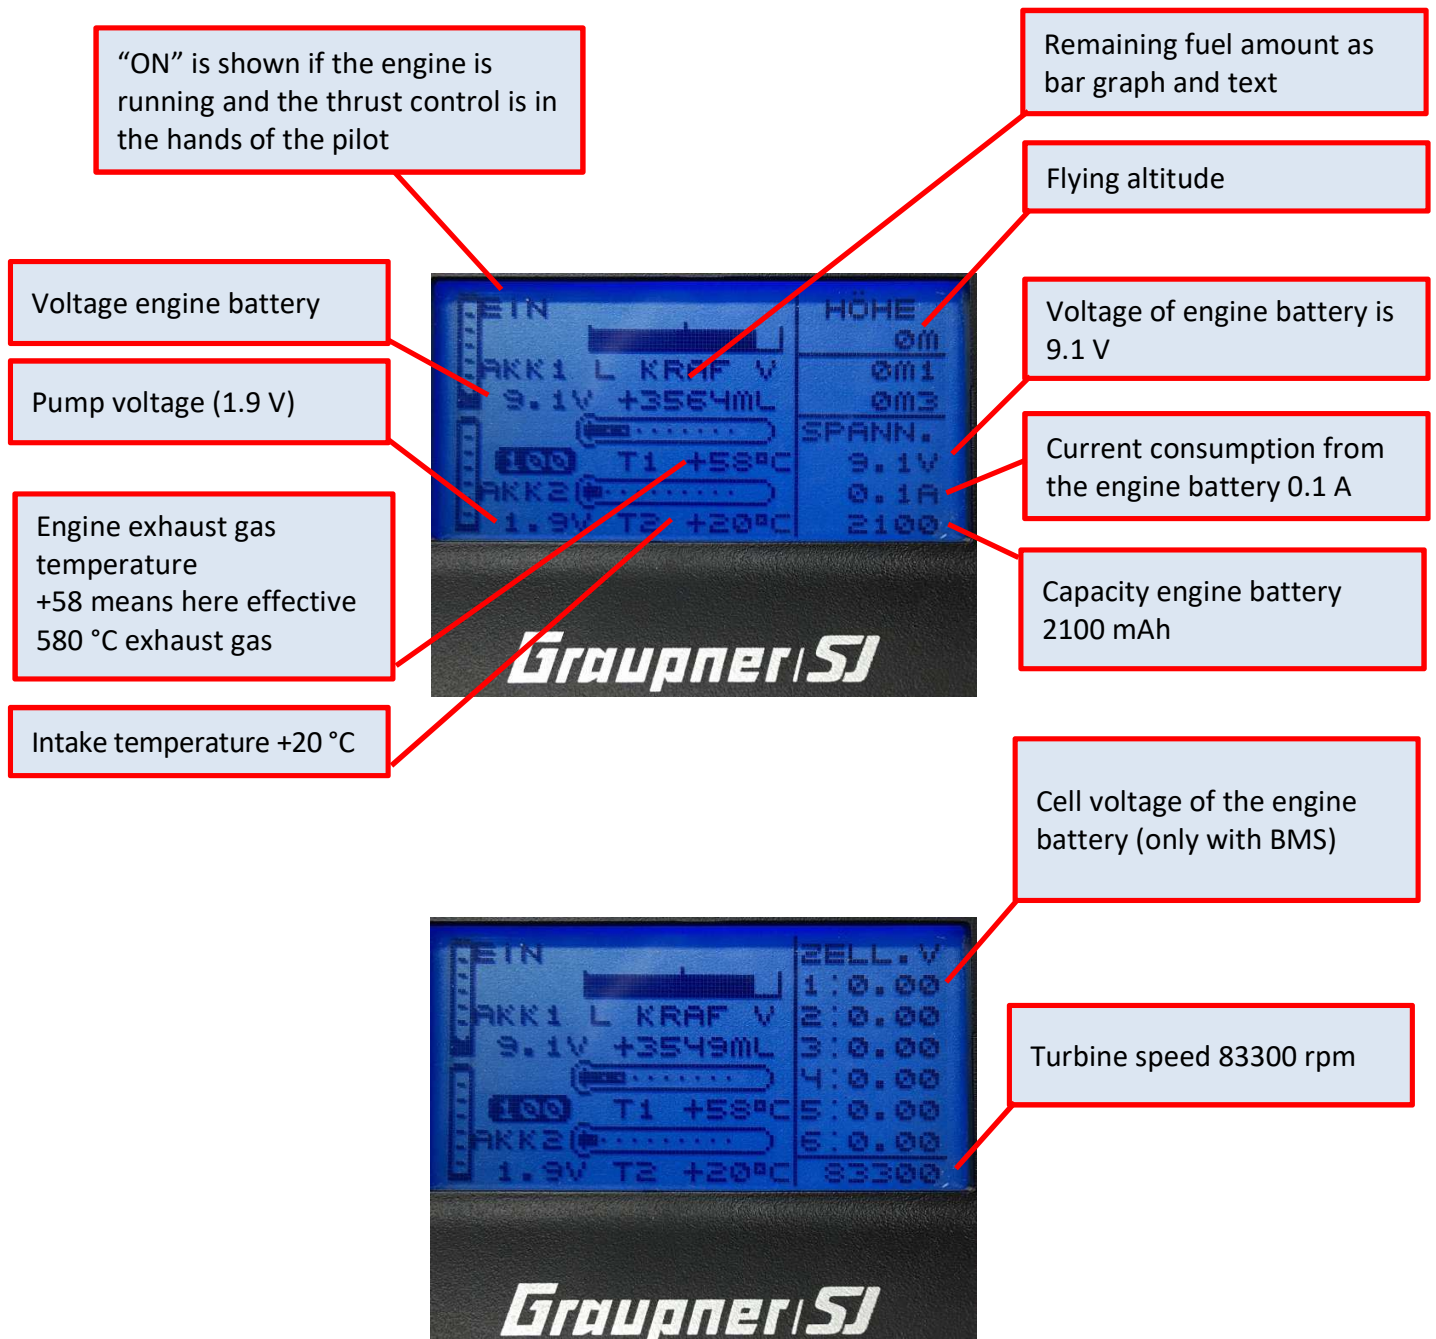 “ON” is shown if the engine is
running and the thrust control is in
the hands of the pilot
Remaining fuel amount as
bar graph and text
Flying altitude
Voltage engine battery
Pump voltage (1.9 V)
Engine exhaust gas
temperature
+58 means here effective
580 °C exhaust gas
Intake temperature +20 °C
Voltage of engine battery is
9.1 V
Current consumption from
the engine battery 0.1 A
Capacity engine battery
2100 mAh
EIN
AKK1 L KRAF V
9.1V +3564ML
100 T1 +58°C
AKK2
1.9V T2 +20°C
HÖHE
0m
0m1
0m3
SPANN.
9.1V
0.1A
2100
Graupner SJ
Cell voltage of the engine
battery (only with BMS)
Turbine speed 83300 rpm
EIN
AKK1 L KRAF V
9.1V +3549ML
100 T1 +58°C
AKK2
1.9V T2 +20°C
ZELL.V
1:0.00
2:0.00
3:0.00
4:0.00
5:0.00
6:0.00
83300
Graupner SJ